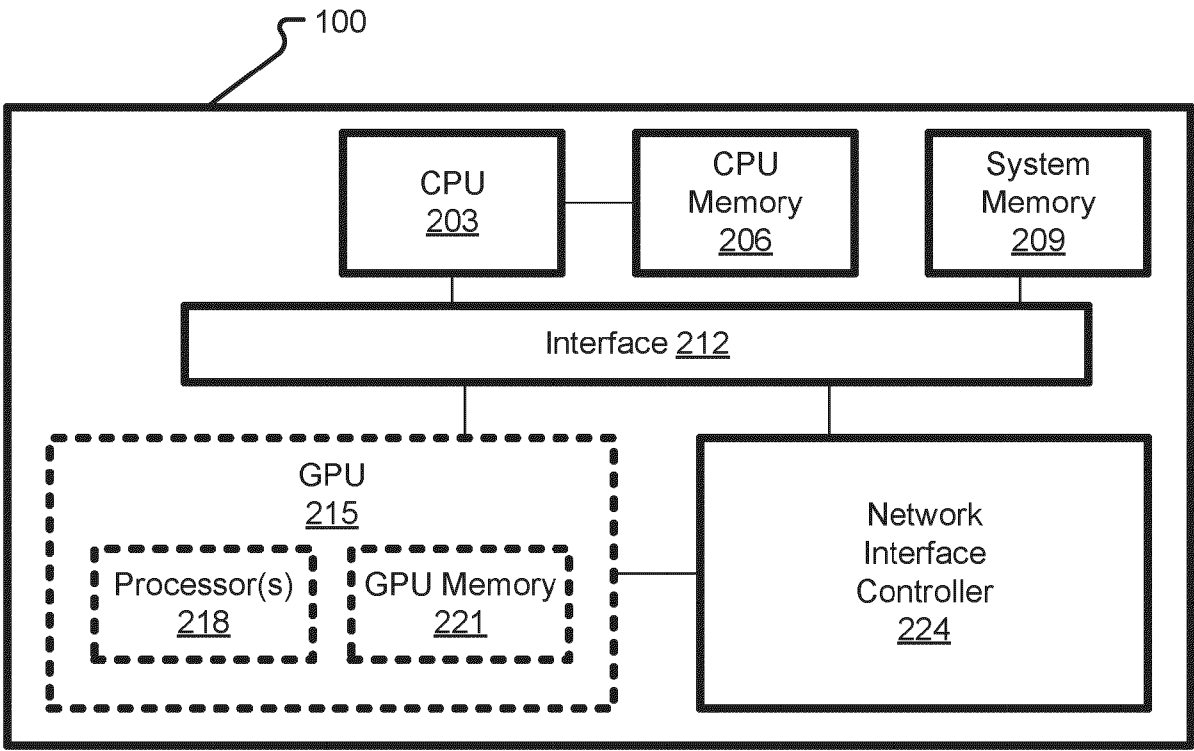 100
CPU
203
CPU
Memory
206
System
Memory
209
Interface 212
GPU
215
Processor(s)
218
GPU Memory
221
Network
Interface
Controller
224